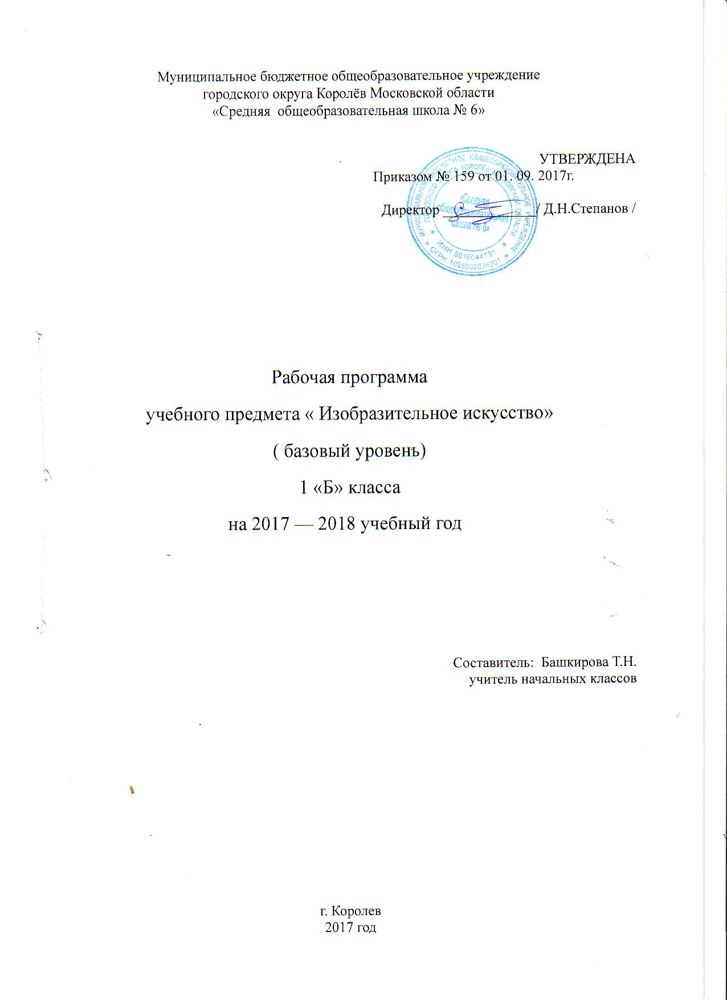 Муниципальное бюджетное общеобразовательное учреждение
городского округа Королёв Московской области
«Средняя  общеобразовательная школа № 6»
УТВЕРЖДЕНА
Приказом № 159 от 01. 09. 2017г.
Директор _____________/ Д.Н.Степанов /
МУНИЦИПАЛЬНОЕ БЮДЖЕТНОЕ ОБЩЕОБРАЗОВАТЕЛЬНОЕ УЧРЕЖДЕНИЕ
ГОРОДСКОГО ОКРУГА КОРОЛЁВ МОСКОВСКОЙ ОБЛАСТИ
«Средняя
общеобразовательная
школа № 6»
* ИНН 5018044791 *
* ОГРН 1025002036201 *
Рабочая программа
учебного предмета « Изобразительное искусство»
( базовый уровень)
1 «Б» класса
на 2017 — 2018 учебный год
Составитель:  Башкирова Т.Н.
учитель начальных классов
г. Королев
2017 год